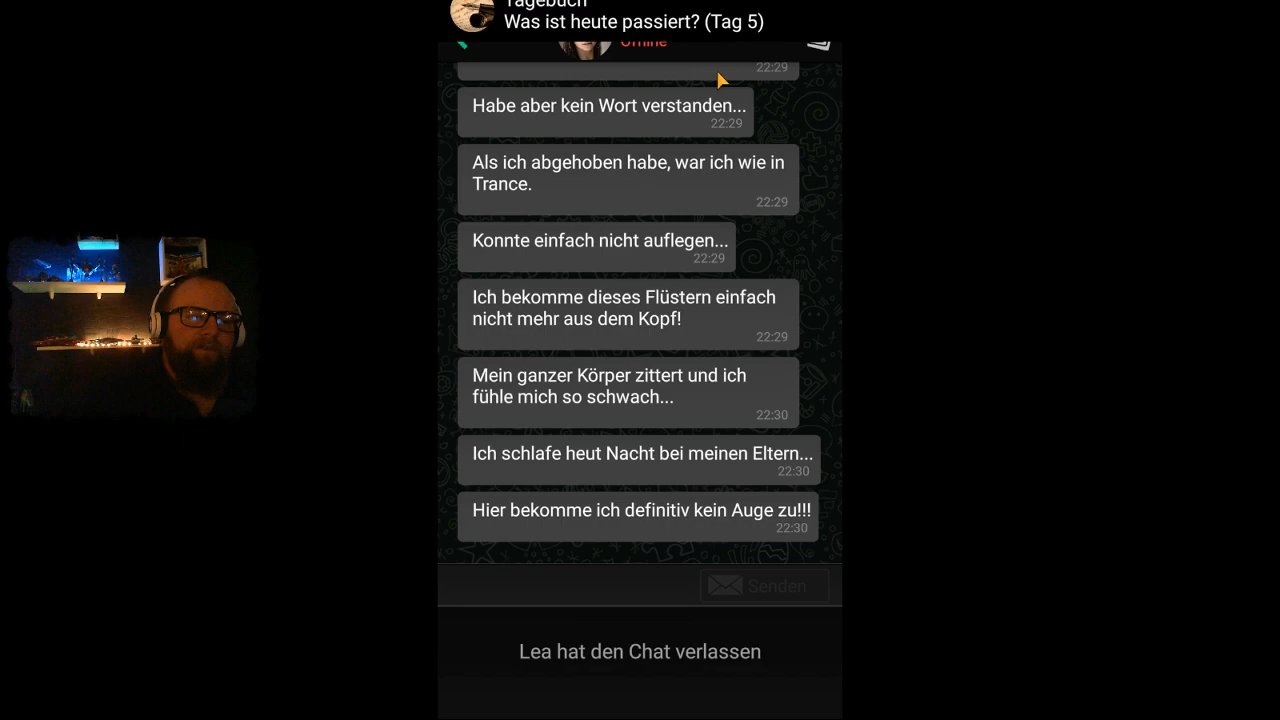 Tagebuch
Was ist heute passiert? (Tag 5)
Offline
22:29
Habe aber kein Wort verstanden...
22:29
Als ich abgehoben habe, war ich wie in
Trance.
22:29
Konnte einfach nicht auflegen...
22:29
Ich bekomme dieses Flüstern einfach
nicht mehr aus dem Kopf!
22:29
Mein ganzer Körper zittert und ich
fühle mich so schwach...
22:30
Ich schlafe heut Nacht bei meinen Eltern...
22:30
Hier bekomme ich definitiv kein Auge zu!!!
22:30
Senden
Lea hat den Chat verlassen